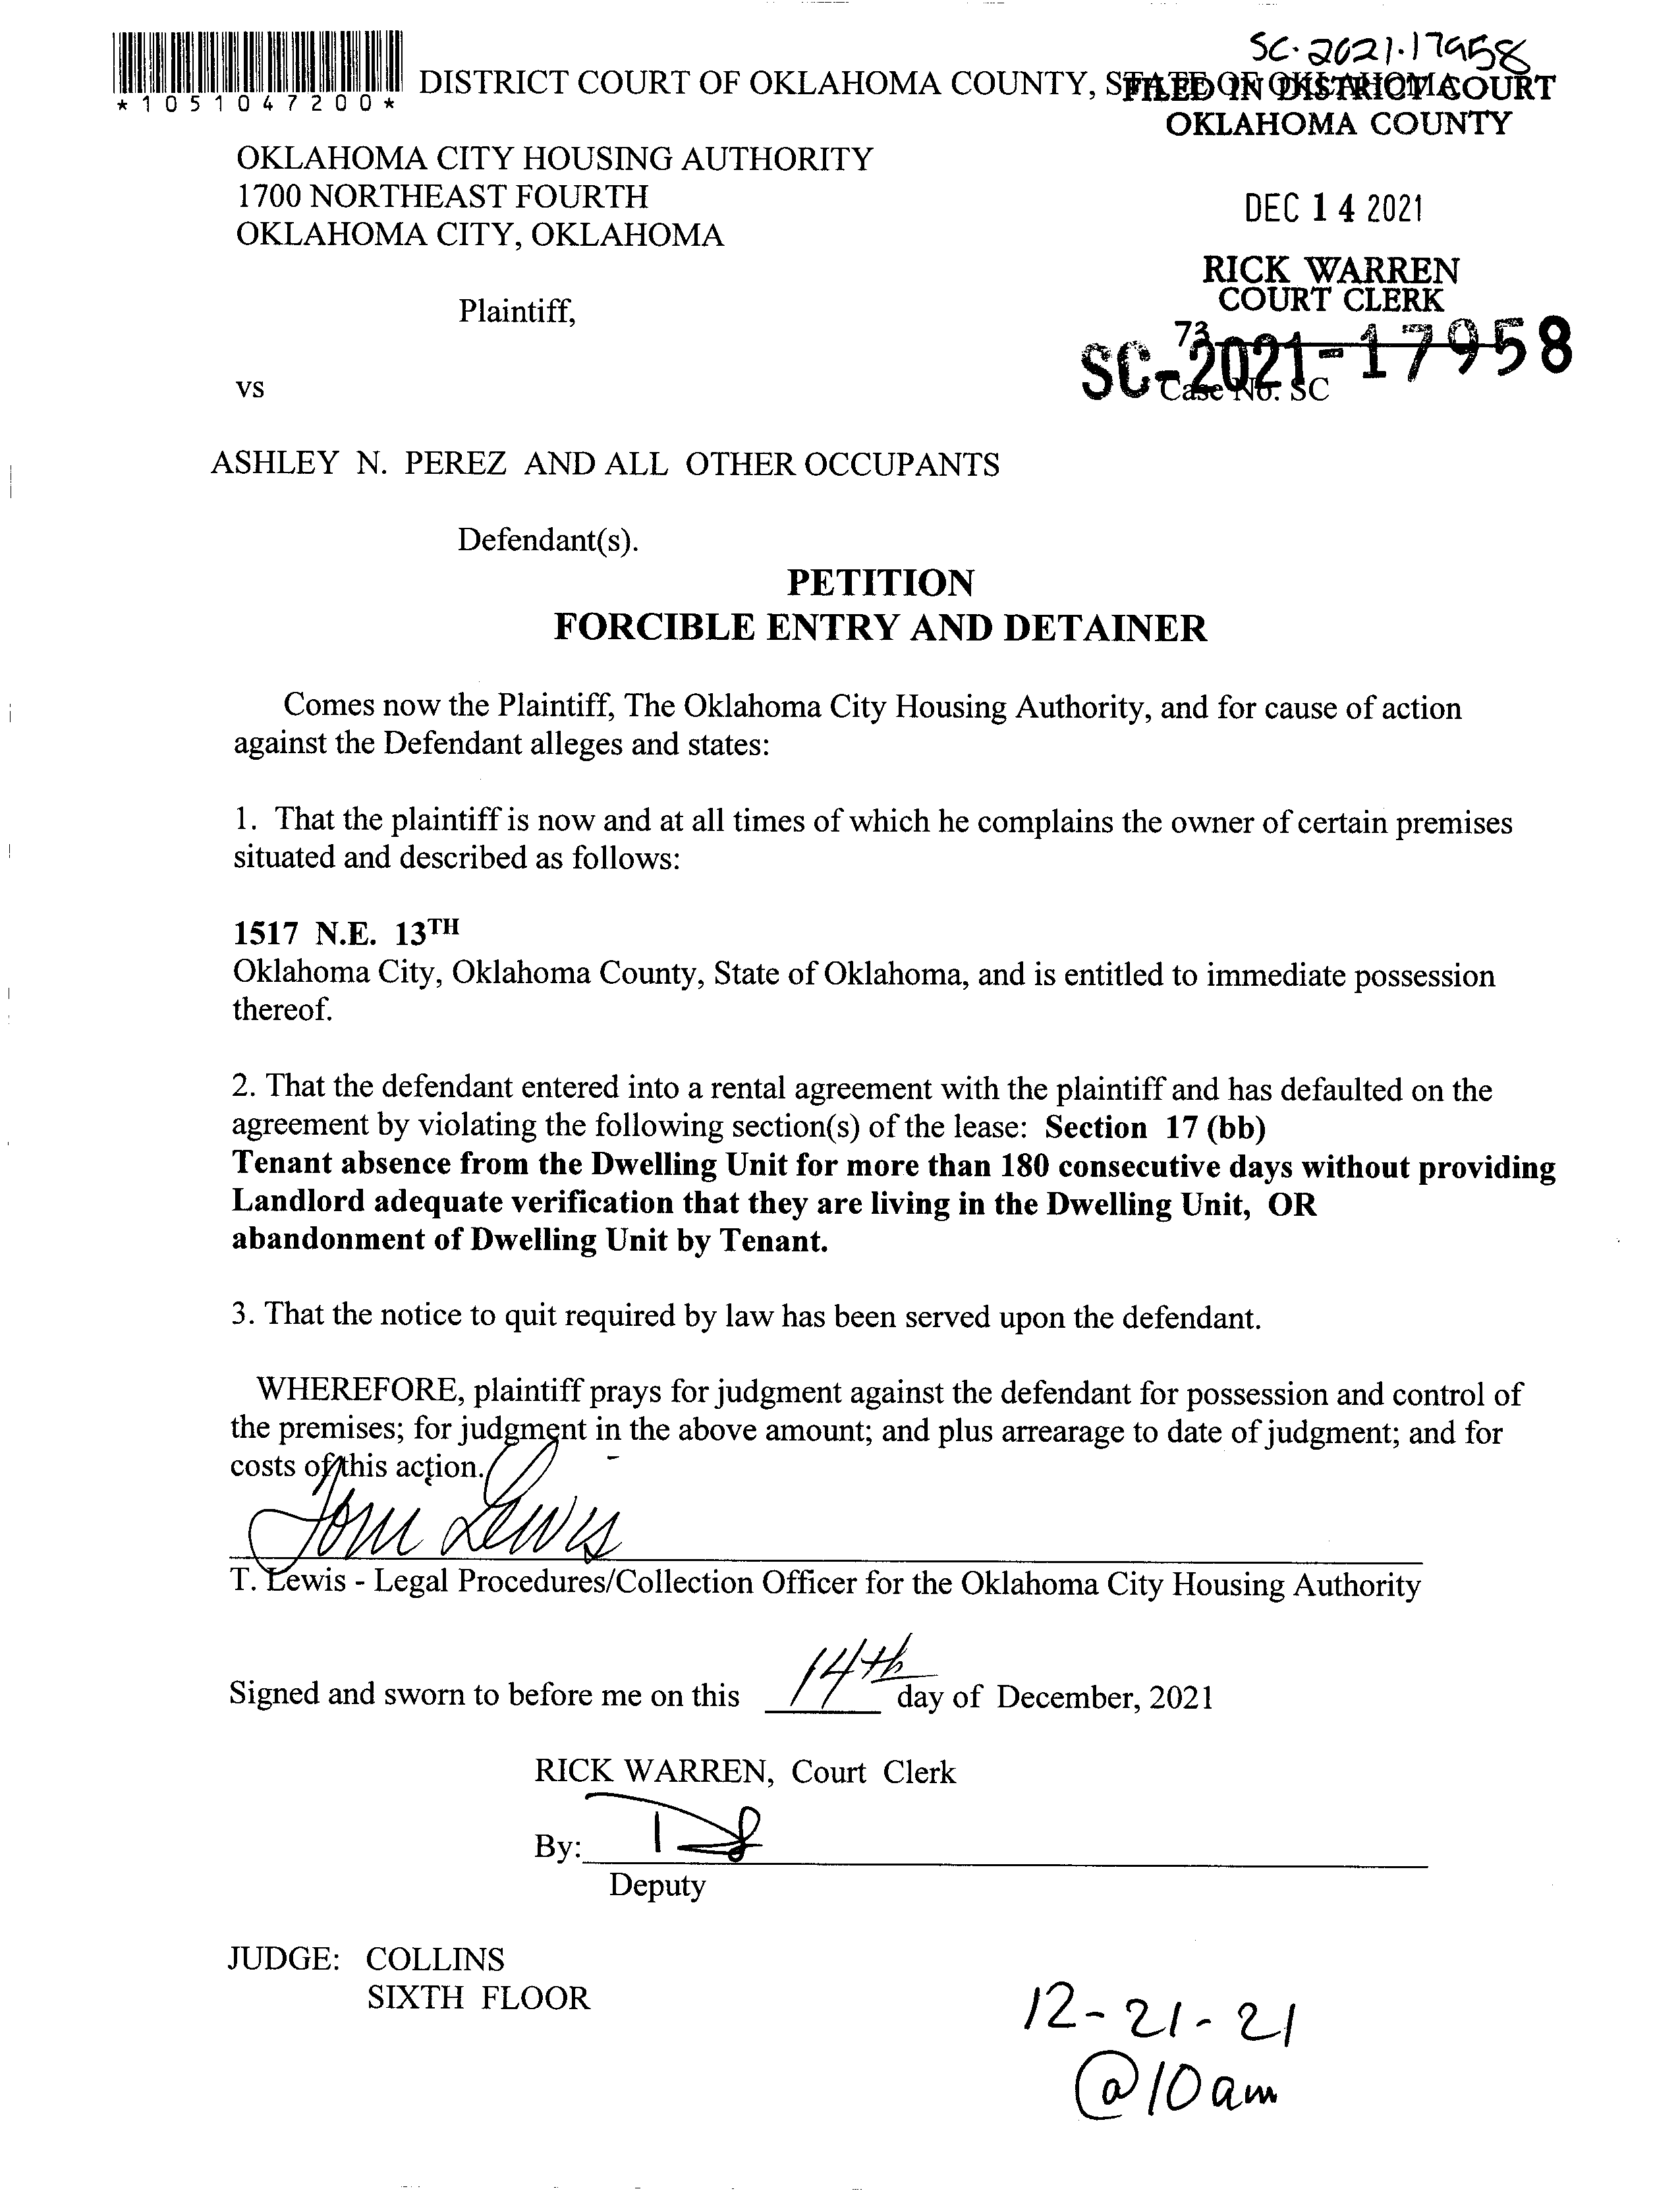 SC-2021-17958
*1051047200*
DISTRICT COURT OF OKLAHOMA COUNTY, STATE OF OKLAHOMA
FILED IN DISTRICT COURT
OKLAHOMA COUNTY
OKLAHOMA CITY HOUSING AUTHORITY
1700 NORTHEAST FOURTH
OKLAHOMA CITY, OKLAHOMA
DEC 14 2021
RICK WARREN
COURT CLERK
Plaintiff,
73
SC-2021-17958
vs
Case No. SC
ASHLEY N. PEREZ AND ALL OTHER OCCUPANTS
Defendant(s).
PETITION
FORCIBLE ENTRY AND DETAINER
Comes now the Plaintiff, The Oklahoma City Housing Authority, and for cause of action
against the Defendant alleges and states:
1. That the plaintiff is now and at all times of which he complains the owner of certain premises
situated and described as follows:
1517 N.E. 13TH
Oklahoma City, Oklahoma County, State of Oklahoma, and is entitled to immediate possession
thereof.
2. That the defendant entered into a rental agreement with the plaintiff and has defaulted on the
agreement by violating the following section(s) of the lease: Section 17 (bb)
Tenant absence from the Dwelling Unit for more than 180 consecutive days without providing
Landlord adequate verification that they are living in the Dwelling Unit, OR
abandonment of Dwelling Unit by Tenant.
3. That the notice to quit required by law has been served upon the defendant.
WHEREFORE, plaintiff prays for judgment against the defendant for possession and control of
the premises; for judgment in the above amount; and plus arrearage to date of judgment; and for
costs of this action.
Tom Lewis
T. Lewis - Legal Procedures/Collection Officer for the Oklahoma City Housing Authority
Signed and sworn to before me on this 14th day of December, 2021
RICK WARREN, Court Clerk
By:
Deputy
JUDGE: COLLINS
SIXTH FLOOR
12-21-21
@10am